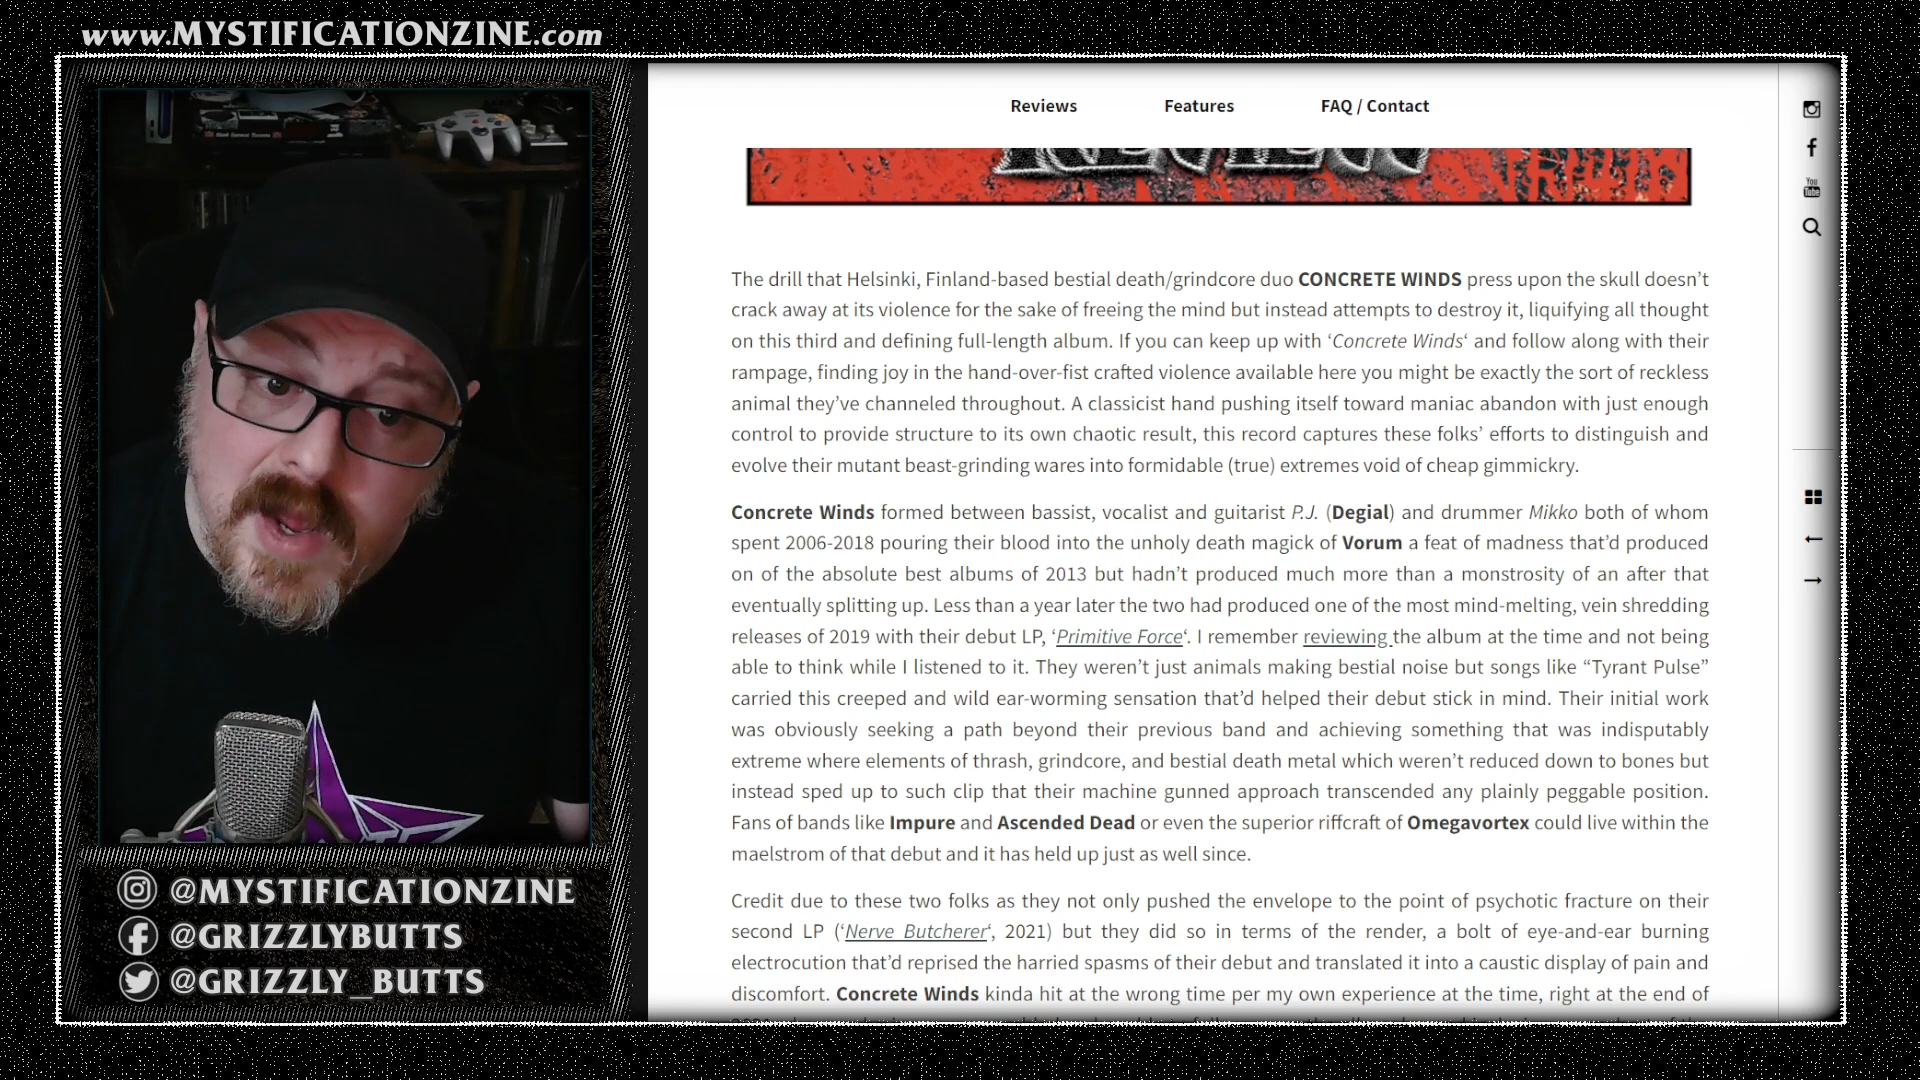 www.MYSTIFICATIONZINE.com
Reviews
Features
FAQ / Contact
The drill that Helsinki, Finland-based bestial death/grindcore duo CONCRETE WINDS press upon the skull doesn’t
crack away at its violence for the sake of freeing the mind but instead attempts to destroy it, liquifying all thought
on this third and defining full-length album. If you can keep up with ‘Concrete Winds‘ and follow along with their
rampage, finding joy in the hand-over-fist crafted violence available here you might be exactly the sort of reckless
animal they’ve channeled throughout. A classicist hand pushing itself toward maniac abandon with just enough
control to provide structure to its own chaotic result, this record captures these folks’ efforts to distinguish and
evolve their mutant beast-grinding wares into formidable (true) extremes void of cheap gimmickry.
Concrete Winds formed between bassist, vocalist and guitarist P.J. (Degial) and drummer Mikko both of whom
spent 2006-2018 pouring their blood into the unholy death magick of Vorum a feat of madness that’d produced
on of the absolute best albums of 2013 but hadn’t produced much more than a monstrosity of an after that
eventually splitting up. Less than a year later the two had produced one of the most mind-melting, vein shredding
releases of 2019 with their debut LP, ‘Primitive Force‘. I remember reviewing the album at the time and not being
able to think while I listened to it. They weren’t just animals making bestial noise but songs like “Tyrant Pulse”
carried this creeped and wild ear-worming sensation that’d helped their debut stick in mind. Their initial work
was obviously seeking a path beyond their previous band and achieving something that was indisputably
extreme where elements of thrash, grindcore, and bestial death metal which weren’t reduced down to bones but
instead sped up to such clip that their machine gunned approach transcended any plainly peggable position.
Fans of bands like Impure and Ascended Dead or even the superior riffcraft of Omegavortex could live within the
maelstrom of that debut and it has held up just as well since.
Credit due to these two folks as they not only pushed the envelope to the point of psychotic fracture on their
second LP (‘Nerve Butcherer‘, 2021) but they did so in terms of the render, a bolt of eye-and-ear burning
electrocution that’d reprised the harried spasms of their debut and translated it into a caustic display of pain and
discomfort. Concrete Winds kinda hit at the wrong time per my own experience at the time, right at the end of
You
Tube
@MYSTIFICATIONZINE
@GRIZZLYBUTTS
@GRIZZLY_BUTTS